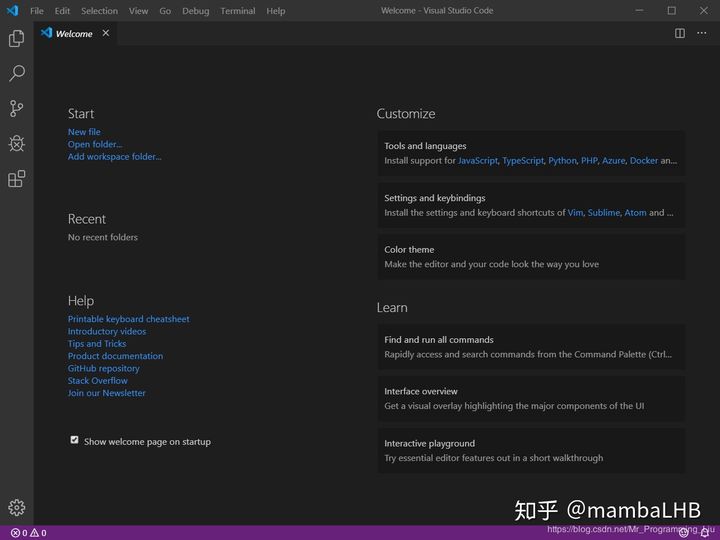 File Edit Selection View Go Debug Terminal Help
Welcome - Visual Studio Code
Welcome
Start
New file
Open folder...
Add workspace folder...
Recent
No recent folders
Help
Printable keyboard cheatsheet
Introductory videos
Tips and Tricks
Product documentation
GitHub repository
Stack Overflow
Join our Newsletter
Show welcome page on startup
Customize
Tools and languages
Install support for JavaScript, TypeScript, Python, PHP, Azure, Docker an...
Settings and keybindings
Install the settings and keyboard shortcuts of Vim, Sublime, Atom and ...
Color theme
Make the editor and your code look the way you love
Learn
Find and run all commands
Rapidly access and search commands from the Command Palette (Ctrl...
Interface overview
Get a visual overlay highlighting the major components of the UI
Interactive playground
Try essential editor features out in a short walkthrough
知乎 @mambaLHB
https://blog.csdn.net/Mr_Programming_Liu
0 0